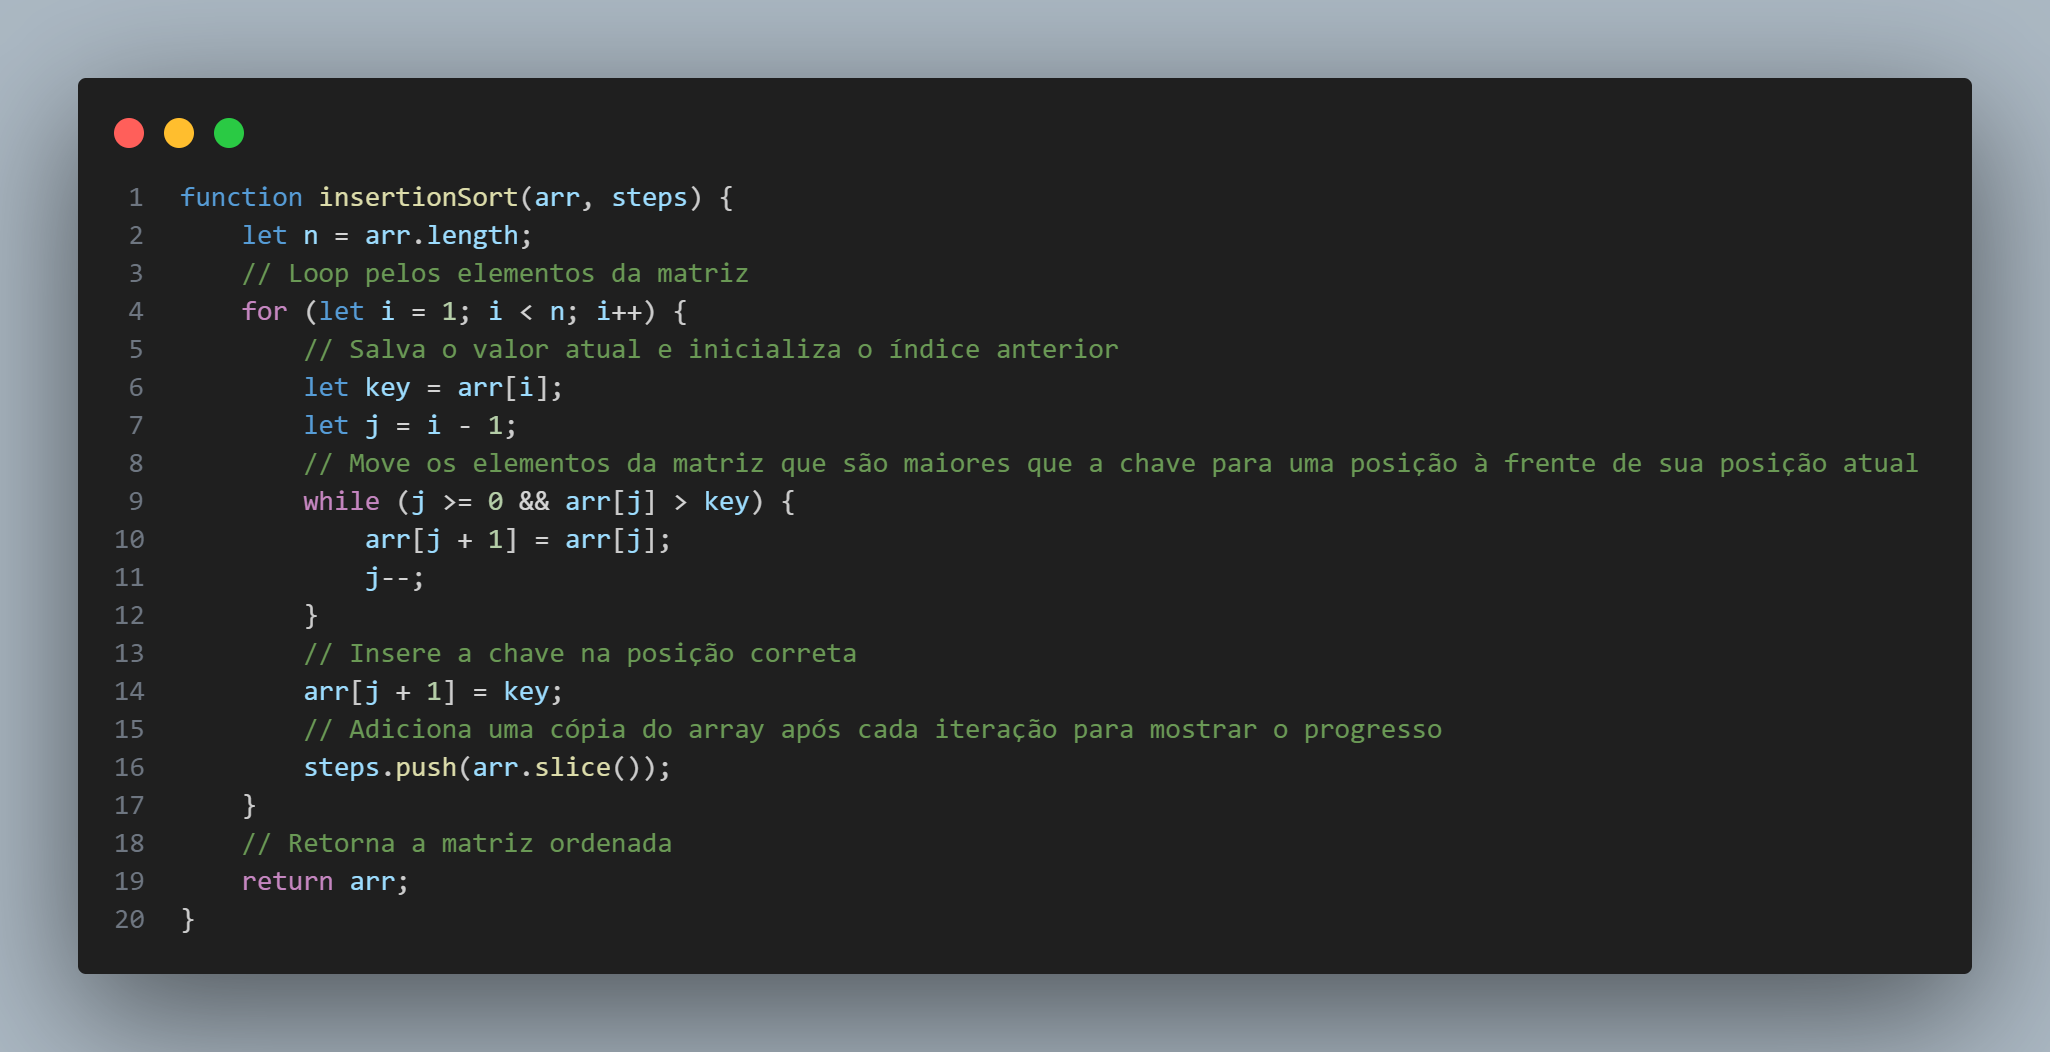 1 function insertionSort(arr, steps) {
2     let n = arr.length;
3     // Loop pelos elementos da matriz
4     for (let i = 1; i < n; i++) {
5         // Salva o valor atual e inicializa o índice anterior
6         let key = arr[i];
7         let j = i - 1;
8         // Move os elementos da matriz que são maiores que a chave para uma posição à frente de sua posição atual
9         while (j >= 0 && arr[j] > key) {
10             arr[j + 1] = arr[j];
11             j--;
12         }
13         // Insere a chave na posição correta
14         arr[j + 1] = key;
15         // Adiciona uma cópia do array após cada iteração para mostrar o progresso
16         steps.push(arr.slice());
17     }
18     // Retorna a matriz ordenada
19     return arr;
20 }